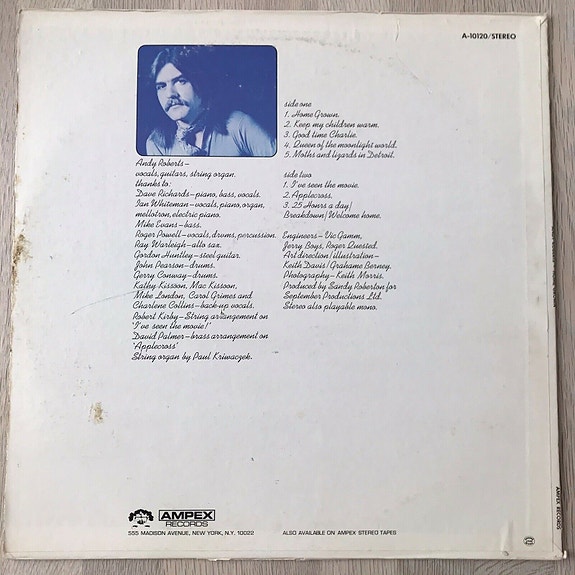 A-10120/STEREO
side one
1. Home Grown.
2. Keep my children warm.
3. Good time Charlie.
4. Queen of the moonlight world.
5. Moths and lizards in Detroit.
side two
1. I've seen the movie.
2. Applecross.
3. 25 Hours a day/
Breakdown/Welcome home.
Engineers-Vic Gamm,
Jerry Boys, Roger Quested.
Art direction/illustration-
Keith Davis/Grahame Berney.
Photography-Keith Morris.
Produced by Sandy Roberton for
September Productions Ltd.
Stereo also playable mono.
Andy Roberts-
vocals, guitars, string organ.
thanks to:
Dave Richards-piano, bass, vocals.
Ian Whiteman-vocals, piano, organ,
mellotron, electric piano.
Mike Evans-bass.
Roger Powell-vocals, drums, percussion.
Ray Warleigh-alto sax.
Gordon Huntley-steel guitar.
John Pearson-drums.
Gerry Conway-drums.
Kathy Kissoon, Mac Kissoon,
Mike London, Carol Grimes and
Charlene Collins-back-up vocals.
Robert Kirby-String arrangement on
'I've seen the movie!'
David Palmer-brass arrangement on
'Applecross'
String organ by Paul Kriwaczek.
AMPEX
RECORDS
555 MADISON AVENUE, NEW YORK, N.Y. 10022
ALSO AVAILABLE ON AMPEX STEREO TAPES
AMPEX RECORDS